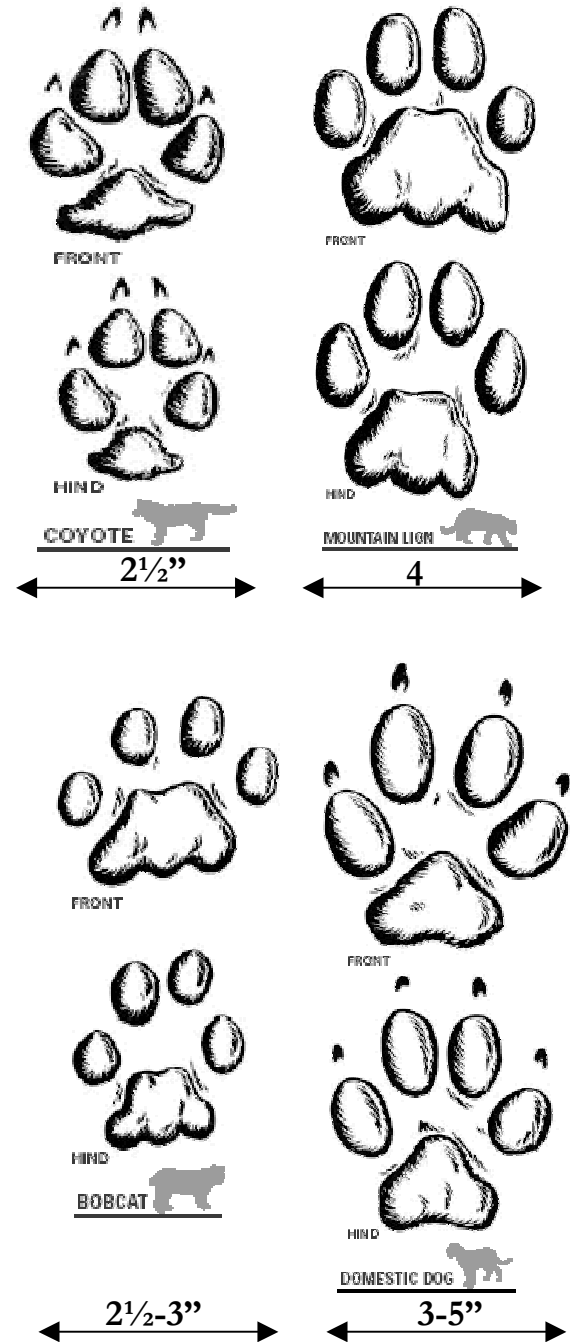 FRONT
HIND
COYOTE
2½”
FRONT
HIND
MOUNTAIN LION
4
FRONT
HIND
BOBCAT
2½-3”
FRONT
HIND
DOMESTIC DOG
3-5”